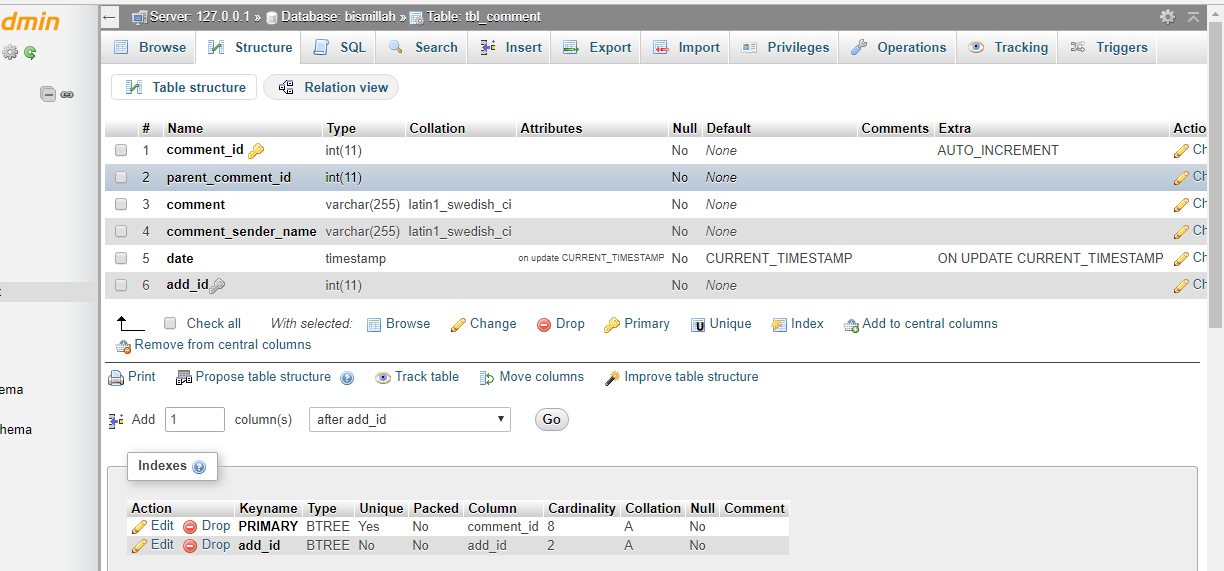 dmin
Server: 127.0.0.1 » Database: bismillah » Table: tbl_comment
Browse Structure SQL Search Insert Export Import Privileges Operations Tracking Triggers
Table structure Relation view
# Name Type Collation Attributes Null Default Comments Extra Actio
1 comment_id int(11) No None AUTO_INCREMENT Ch
2 parent_comment_id int(11) No None Ch
3 comment varchar(255) latin1_swedish_ci No None Ch
4 comment_sender_name varchar(255) latin1_swedish_ci No None Ch
5 date timestamp on update CURRENT_TIMESTAMP No CURRENT_TIMESTAMP ON UPDATE CURRENT_TIMESTAMP Ch
6 add_id int(11) No None Ch
Check all With selected: Browse Change Drop Primary Unique Index Add to central columns
Remove from central columns
Print Propose table structure Track table Move columns Improve table structure
ema
Add 1 column(s) after add_id Go
hema
Indexes
Action Keyname Type Unique Packed Column Cardinality Collation Null Comment
Edit Drop PRIMARY BTREE Yes No comment_id 8 A No
Edit Drop add_id BTREE No No add_id 2 A No